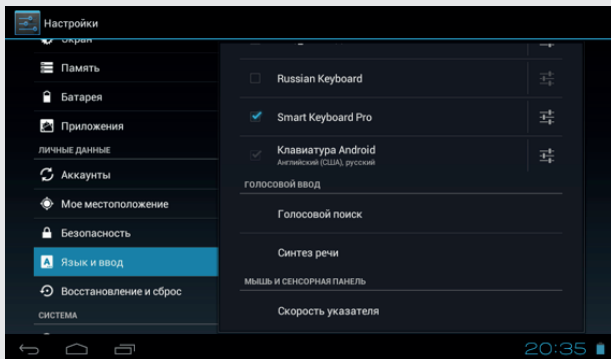 Настройки
Экран
Память
Батарея
Приложения
ЛИЧНЫЕ ДАННЫЕ
Аккаунты
Мое местоположение
Безопасность
Язык и ввод
Восстановление и сброс
СИСТЕМА
Russian Keyboard
Smart Keyboard Pro
Клавиатура Android
Английский (США), русский
ГОЛОСОВОЙ ВВОД
Голосовой поиск
Синтез речи
МЫШЬ И СЕНСОРНАЯ ПАНЕЛЬ
Скорость указателя
20:35